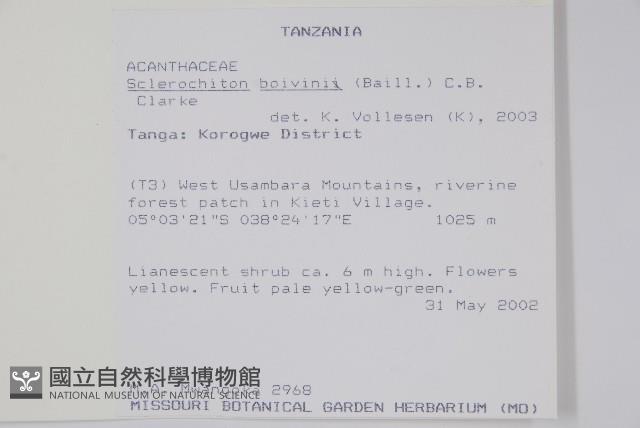 TANZANIA
ACANTHACEAE
Sclerochiton boivinii (Baill.) C.B.
Clarke
det. K. Vollesen (K), 2003
Tanga: Korogwe District
(T3) West Usambara Mountains, riverine
forest patch in Kieti Village.
05°03'21"S 038°24'17"E 1025 m
Lianescent shrub ca. 6 m high. Flowers
yellow. Fruit pale yellow-green.
31 May 2002
國立自然科學博物館
NATIONAL MUSEUM OF NATURAL SCIENCE
2968
MISSOURI BOTANICAL GARDEN HERBARIUM (MO)